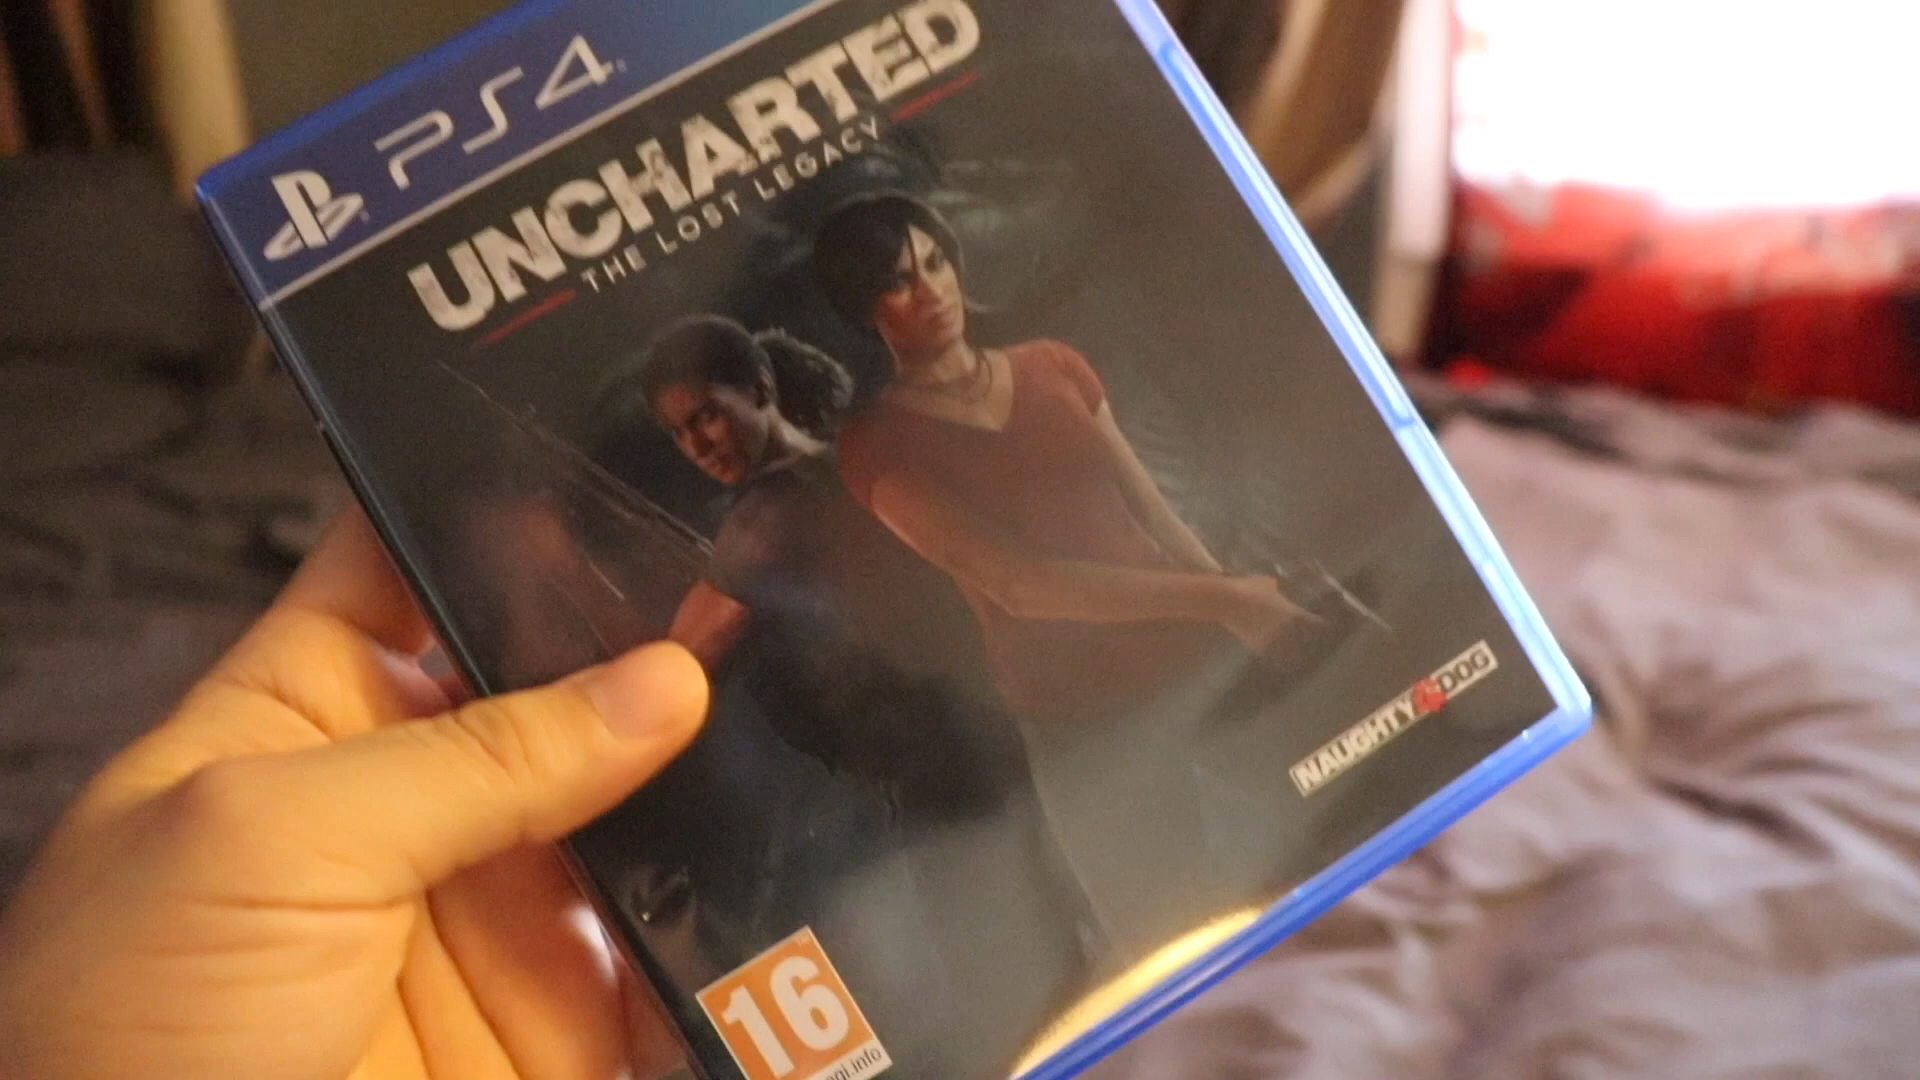 PS4
UNCHARTED
THE LOST LEGACY
NAUGHTY DOG
16